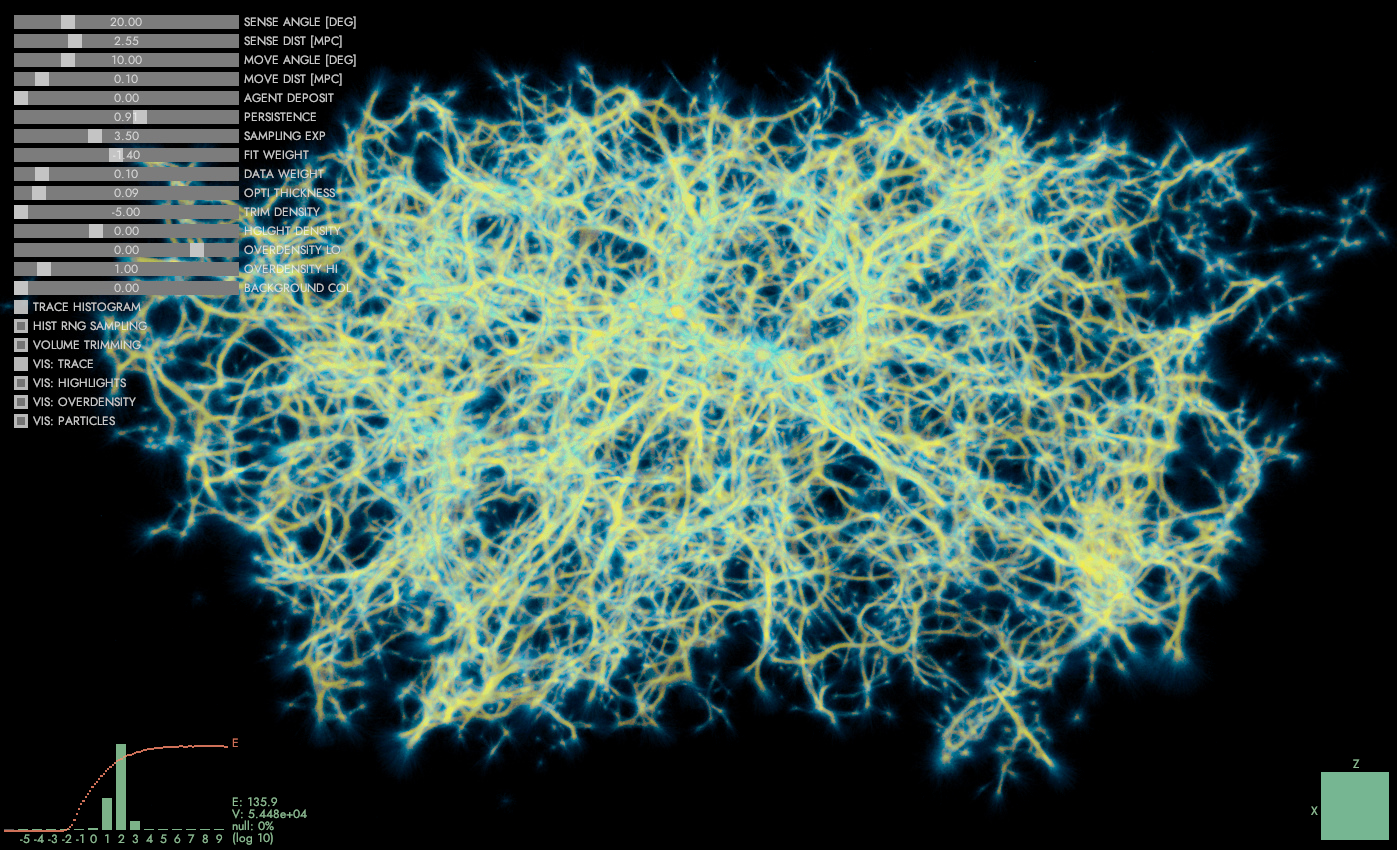 20.00 SENSE ANGLE [DEG]
2.55 SENSE DIST [MPC]
10.00 MOVE ANGLE [DEG]
0.10 MOVE DIST [MPC]
0.00 AGENT DEPOSIT
0.91 PERSISTENCE
3.50 SAMPLING EXP
-1.40 FIT WEIGHT
0.10 DATA WEIGHT
0.09 OPTI THICKNESS
-5.00 TRIM DENSITY
0.00 HGLGHT DENSITY
0.00 OVERDENSITY LO
1.00 OVERDENSITY HI
0.00 BACKGROUND COL
TRACE HISTOGRAM
HIST RNG SAMPLING
VOLUME TRIMMING
VIS: TRACE
VIS: HIGHLIGHTS
VIS: OVERDENSITY
VIS: PARTICLES
E
E: 135.9
V: 5.448e+04
null: 0%
-5 -4 -3 -2 -1 0 1 2 3 4 5 6 7 8 9 (log 10)
Z
X